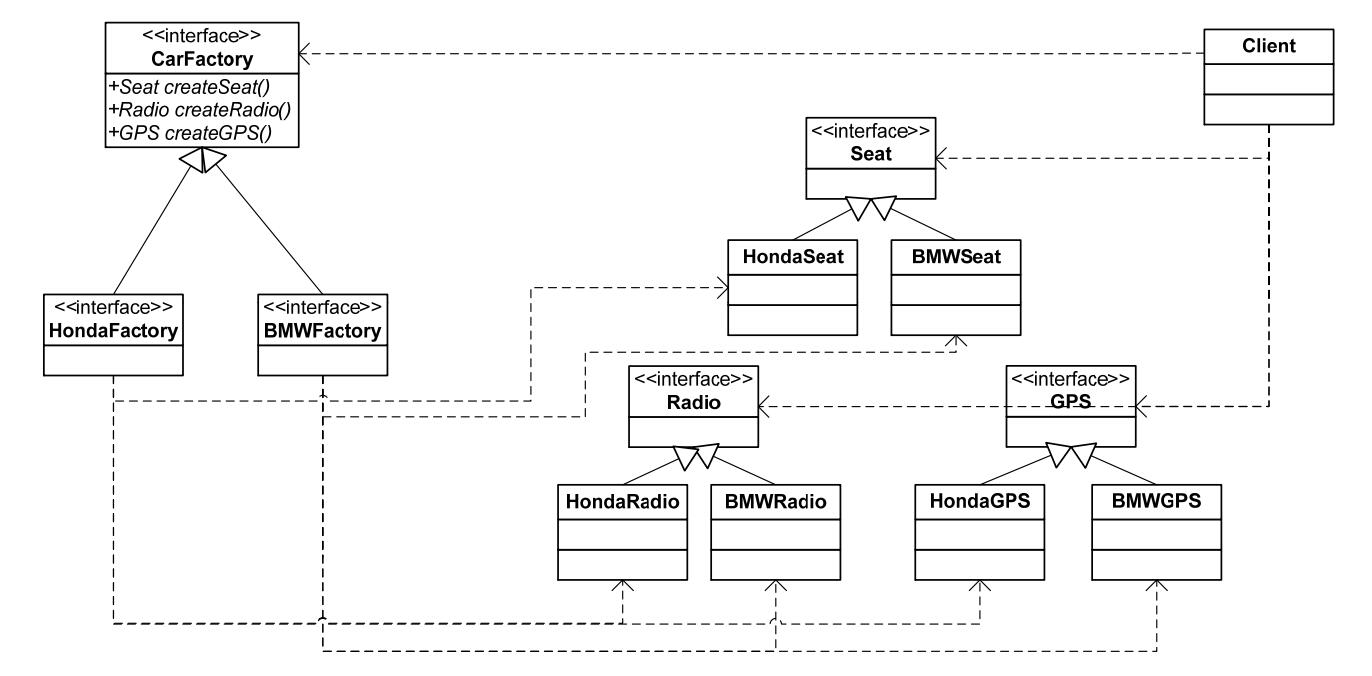 <<interface>>
CarFactory
+Seat createSeat()
+Radio createRadio()
+GPS createGPS()
Client
<<interface>>
Seat
HondaSeat
BMWSeat
<<interface>>
HondaFactory
<<interface>>
BMWFactory
<<interface>>
Radio
<<interface>>
GPS
HondaRadio
BMWRadio
HondaGPS
BMWGPS